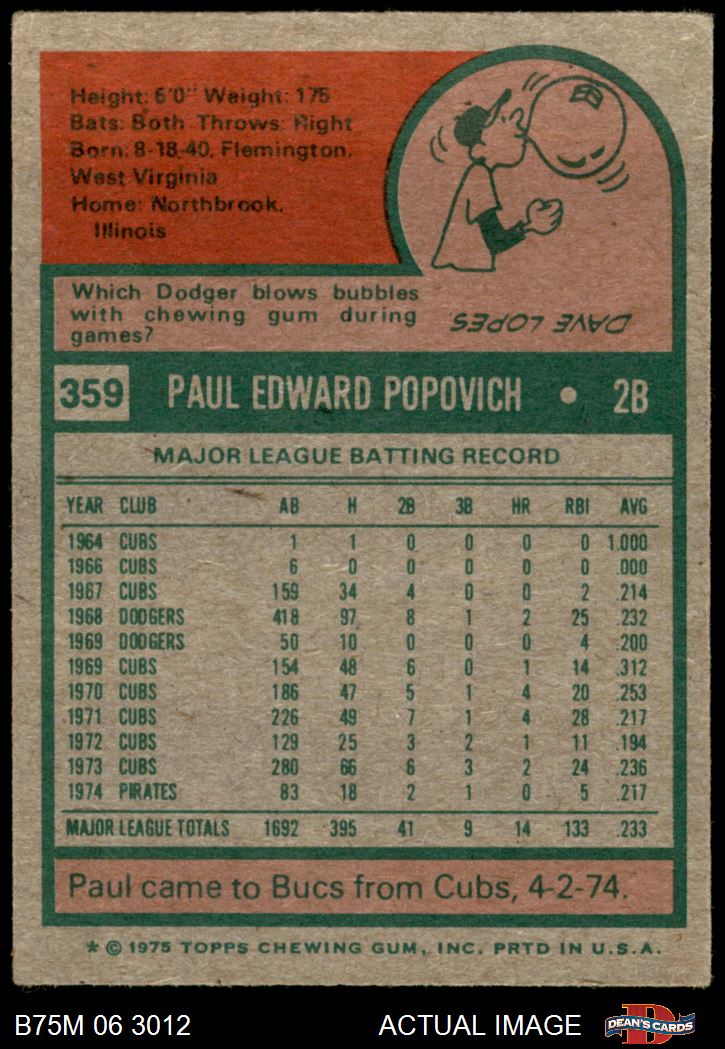 Height: 6'0" Weight: 175
Bats: Both Throws: Right
Born: 8-18-40, Flemington,
West Virginia
Home: Northbrook,
Illinois
Which Dodger blows bubbles
with chewing gum during
games?
DAVE LOPES.
359 PAUL EDWARD POPOVICH • 2B
MAJOR LEAGUE BATTING RECORD
YEAR CLUB AB H 2B 3B HR RBI AVG
1964 CUBS 1 1 0 0 0 0 1.000
1966 CUBS 6 0 0 0 0 0 .000
1967 CUBS 159 34 4 0 0 2 .214
1968 DODGERS 418 97 8 1 2 25 .232
1969 DODGERS 50 10 0 0 0 4 .200
1969 CUBS 154 48 6 0 1 14 .312
1970 CUBS 186 47 5 1 4 20 .253
1971 CUBS 226 49 7 1 4 28 .217
1972 CUBS 129 25 3 2 1 11 .194
1973 CUBS 280 66 6 3 2 24 .236
1974 PIRATES 83 18 2 1 0 5 .217
MAJOR LEAGUE TOTALS 1692 395 41 9 14 133 .233
Paul came to Bucs from Cubs, 4-2-74.
* © 1975 TOPPS CHEWING GUM, INC. PRTD IN U.S.A.
B75M 06 3012 ACTUAL IMAGE D DEAN'S CARDS